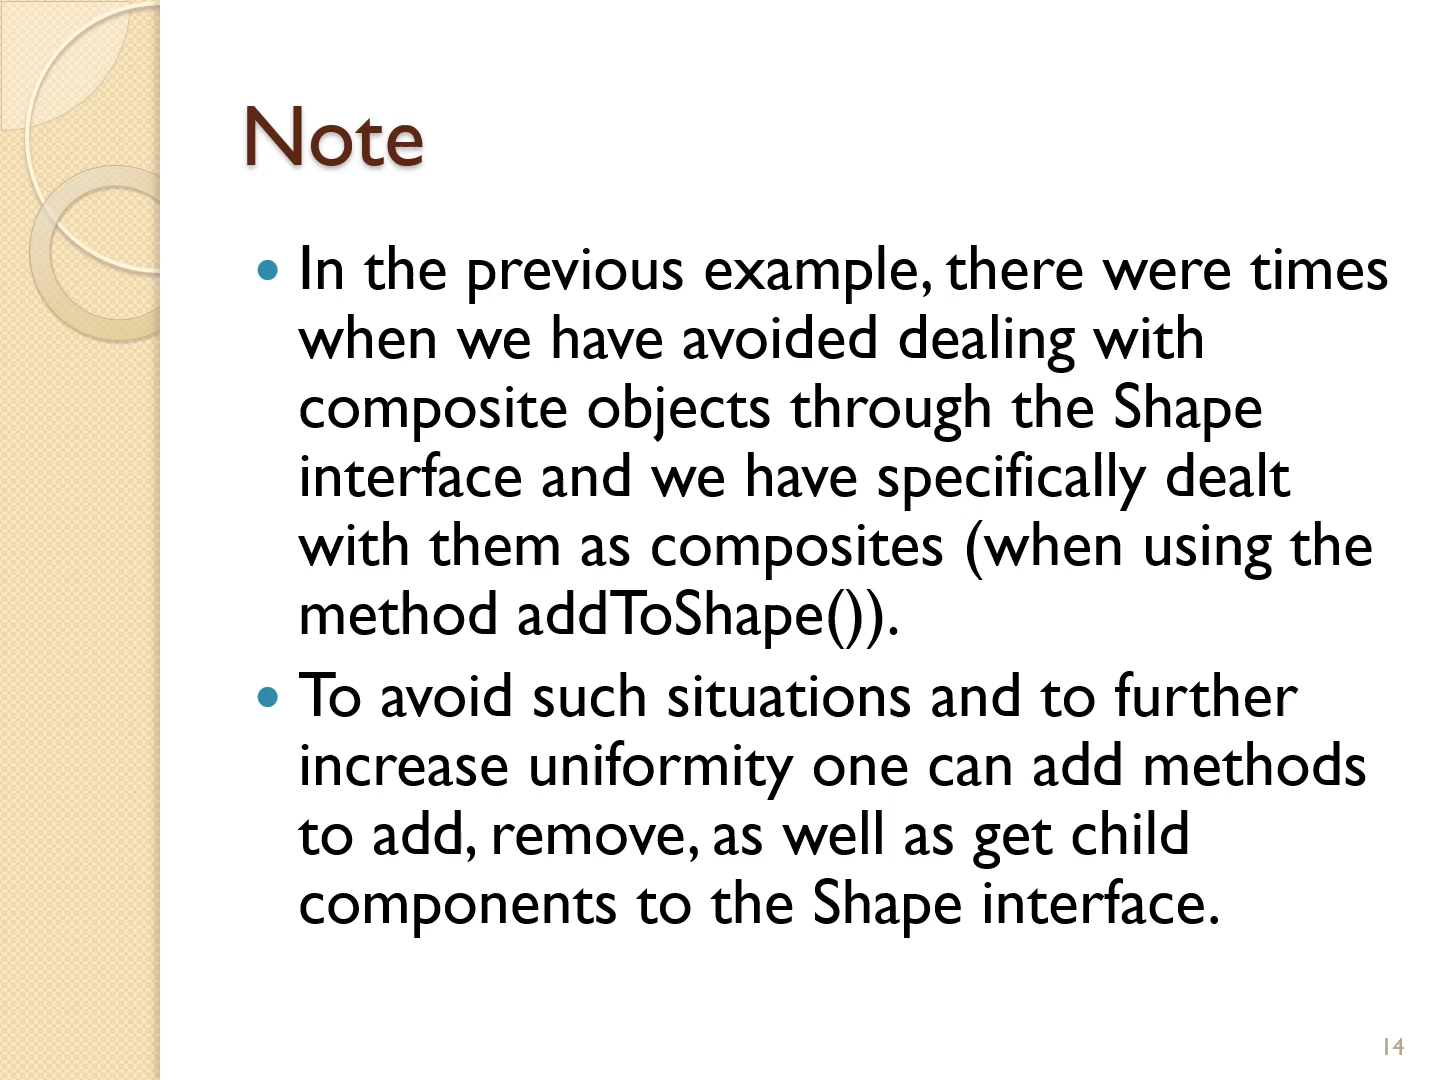 Note
• In the previous example, there were times
when we have avoided dealing with
composite objects through the Shape
interface and we have specifically dealt
with them as composites (when using the
method addToShape()).
• To avoid such situations and to further
increase uniformity one can add methods
to add, remove, as well as get child
components to the Shape interface.
14